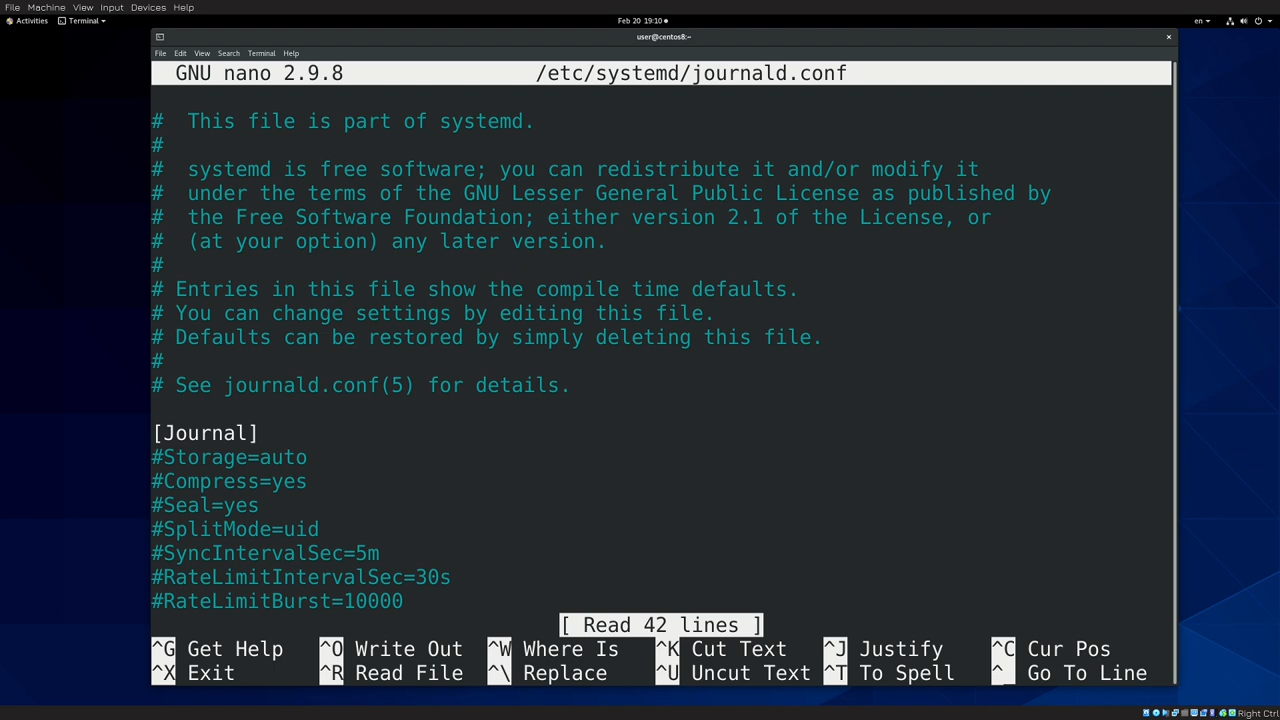 File Machine View Input Devices Help
Activities Terminal Feb 20 19:10 en
user@centos8:~
File Edit View Search Terminal Help
GNU nano 2.9.8 /etc/systemd/journald.conf
#  This file is part of systemd.
#
#  systemd is free software; you can redistribute it and/or modify it
#  under the terms of the GNU Lesser General Public License as published by
#  the Free Software Foundation; either version 2.1 of the License, or
#  (at your option) any later version.
#
# Entries in this file show the compile time defaults.
# You can change settings by editing this file.
# Defaults can be restored by simply deleting this file.
#
# See journald.conf(5) for details.
[Journal]
#Storage=auto
#Compress=yes
#Seal=yes
#SplitMode=uid
#SyncIntervalSec=5m
#RateLimitIntervalSec=30s
#RateLimitBurst=10000
[ Read 42 lines ]
^G Get Help ^O Write Out ^W Where Is ^K Cut Text ^J Justify ^C Cur Pos
^X Exit ^R Read File ^\ Replace ^U Uncut Text ^T To Spell ^_ Go To Line
Right Ctrl